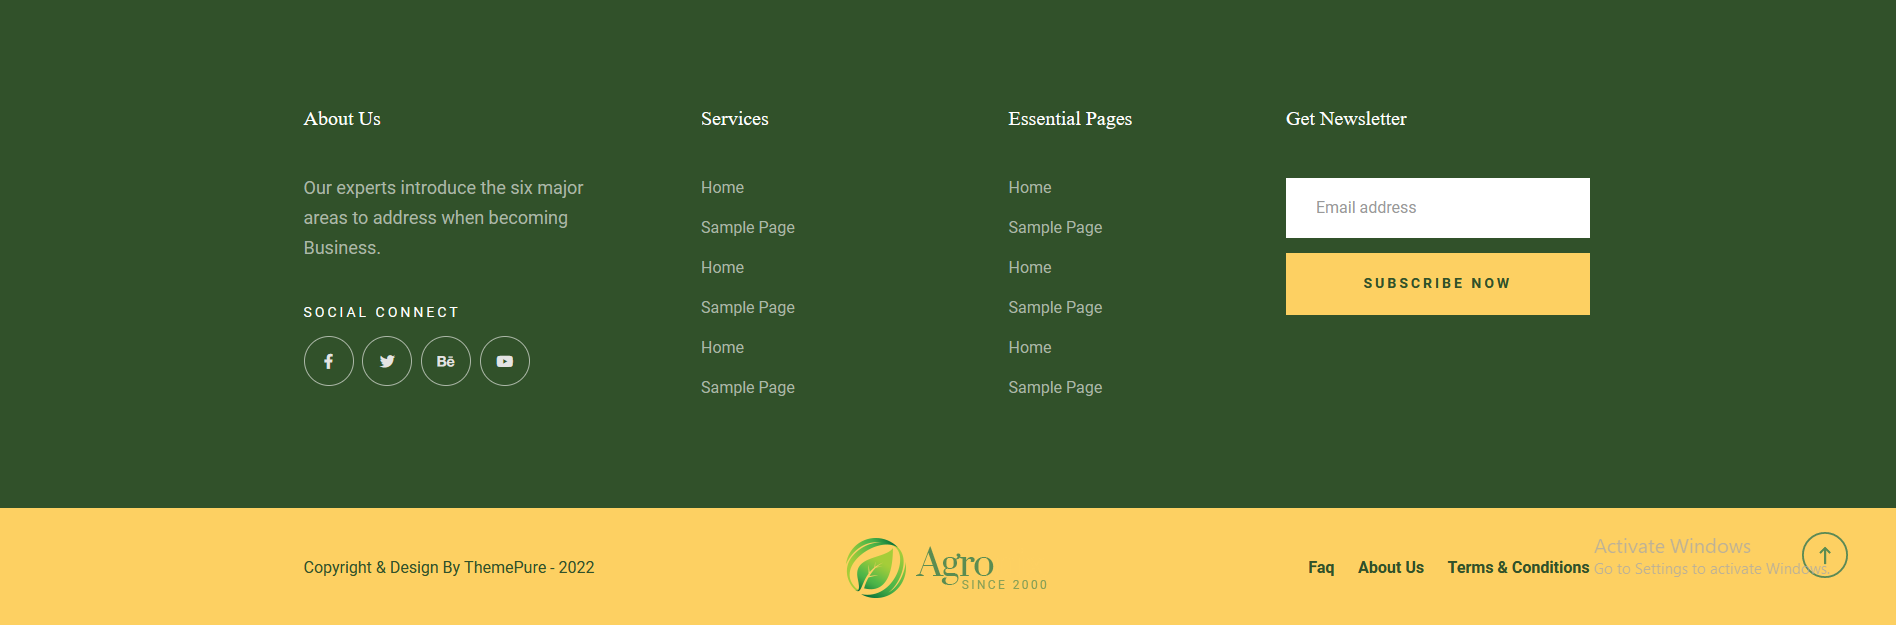 About Us
Our experts introduce the six major
areas to address when becoming
Business.
SOCIAL CONNECT
Bē
Services
Home
Sample Page
Home
Sample Page
Home
Sample Page
Essential Pages
Home
Sample Page
Home
Sample Page
Home
Sample Page
Get Newsletter
Email address
SUBSCRIBE NOW
Copyright & Design By ThemePure - 2022
Agro
SINCE 2000
Faq About Us Terms & Conditions
Activate Windows
Go to Settings to activate Windows.